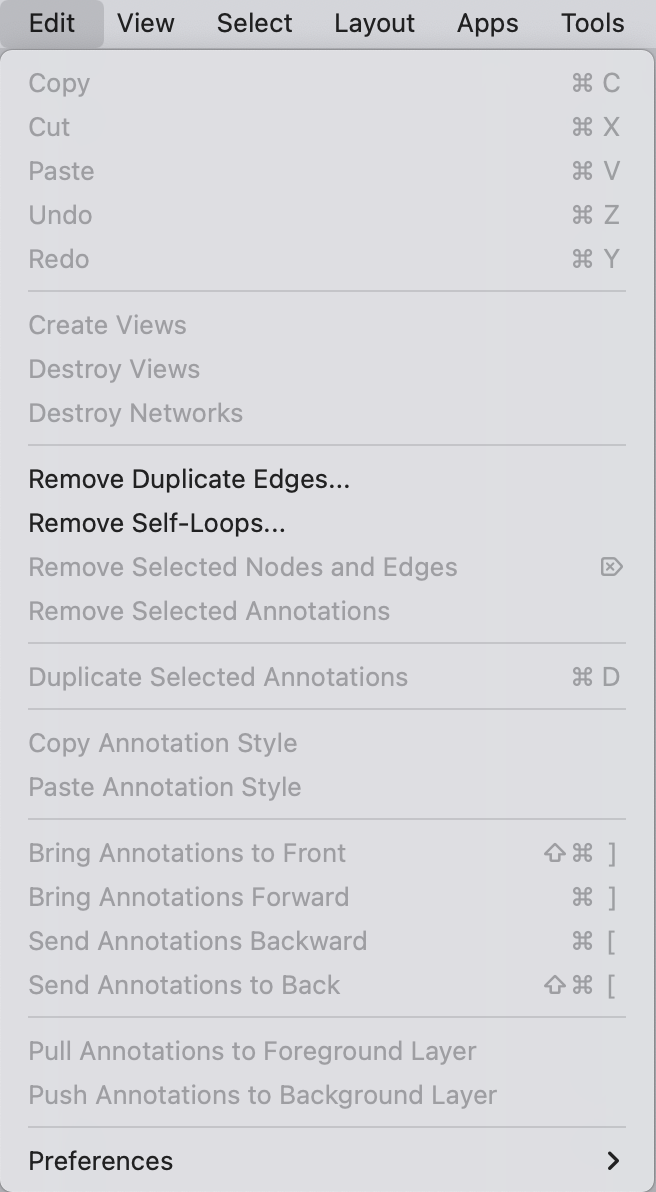 Edit View Select Layout Apps Tools
Copy ⌘ C
Cut ⌘ X
Paste ⌘ V
Undo ⌘ Z
Redo ⌘ Y
Create Views
Destroy Views
Destroy Networks
Remove Duplicate Edges...
Remove Self-Loops...
Remove Selected Nodes and Edges ⌦
Remove Selected Annotations
Duplicate Selected Annotations ⌘ D
Copy Annotation Style
Paste Annotation Style
Bring Annotations to Front ⇧⌘ ]
Bring Annotations Forward ⌘ ]
Send Annotations Backward ⌘ [
Send Annotations to Back ⇧⌘ [
Pull Annotations to Foreground Layer
Push Annotations to Background Layer
Preferences